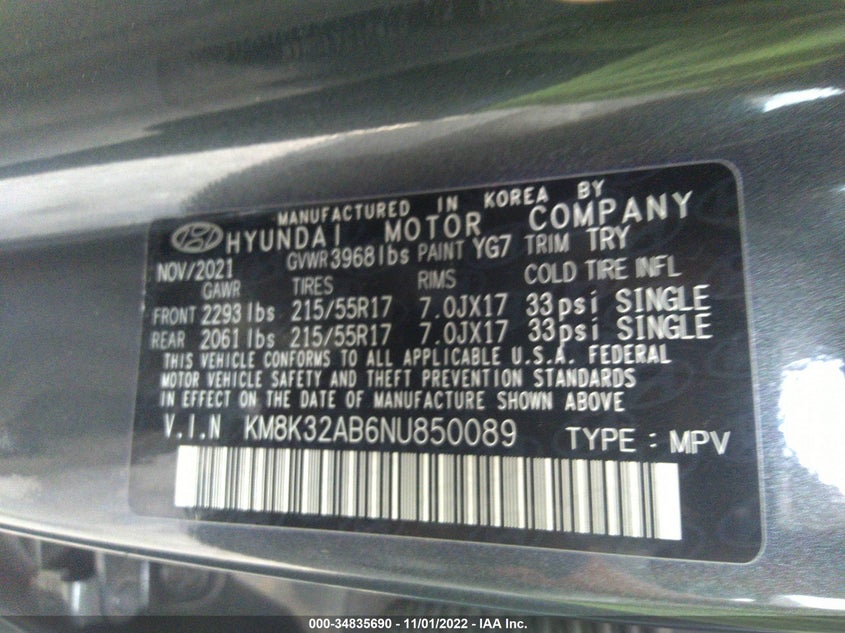 MANUFACTURED IN KOREA BY
HYUNDAI MOTOR COMPANY
NOV/2021 GVWR 3968lbs PAINT YG7 TRIM TRY
GAWR TIRES RIMS COLD TIRE INFL
FRONT 2293 lbs 215/55R17 7.0JX17 33psi SINGLE
REAR 2061 lbs 215/55R17 7.0JX17 33psi SINGLE
THIS VEHICLE CONFORMS TO ALL APPLICABLE U.S.A. FEDERAL
MOTOR VEHICLE SAFETY AND THEFT PREVENTION STANDARDS
IN EFFECT ON THE DATE OF MANUFACTURE SHOWN ABOVE
V.I.N KM8K32AB6NU850089 TYPE : MPV
000-34835690 - 11/01/2022 - IAA Inc.